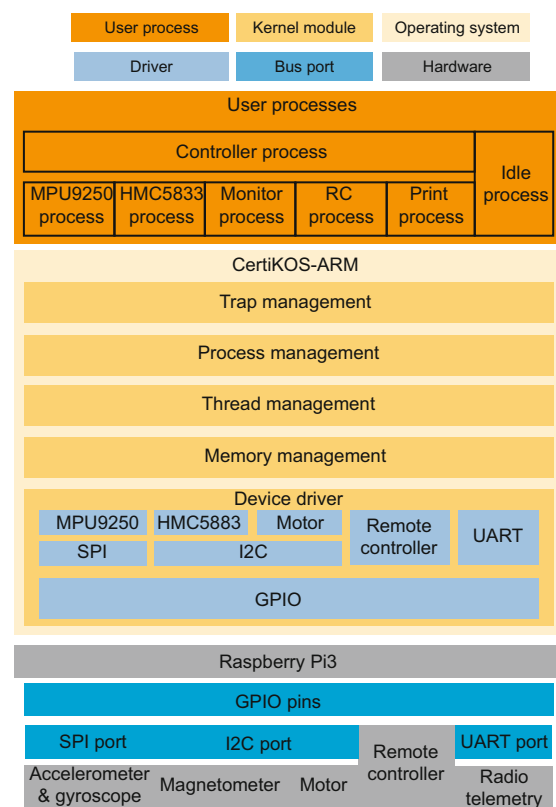 User process
Kernel module
Operating system
Driver
Bus port
Hardware
User processes
Controller process
Idle
process
MPU9250
process
HMC5833
process
Monitor
process
RC
process
Print
process
CertiKOS-ARM
Trap management
Process management
Thread management
Memory management
Device driver
MPU9250
HMC5883
Motor
Remote
controller
UART
SPI
I2C
GPIO
Raspberry Pi3
GPIO pins
SPI port
I2C port
Remote
controller
UART port
Accelerometer
& gyroscope
Magnetometer
Motor
Radio
telemetry